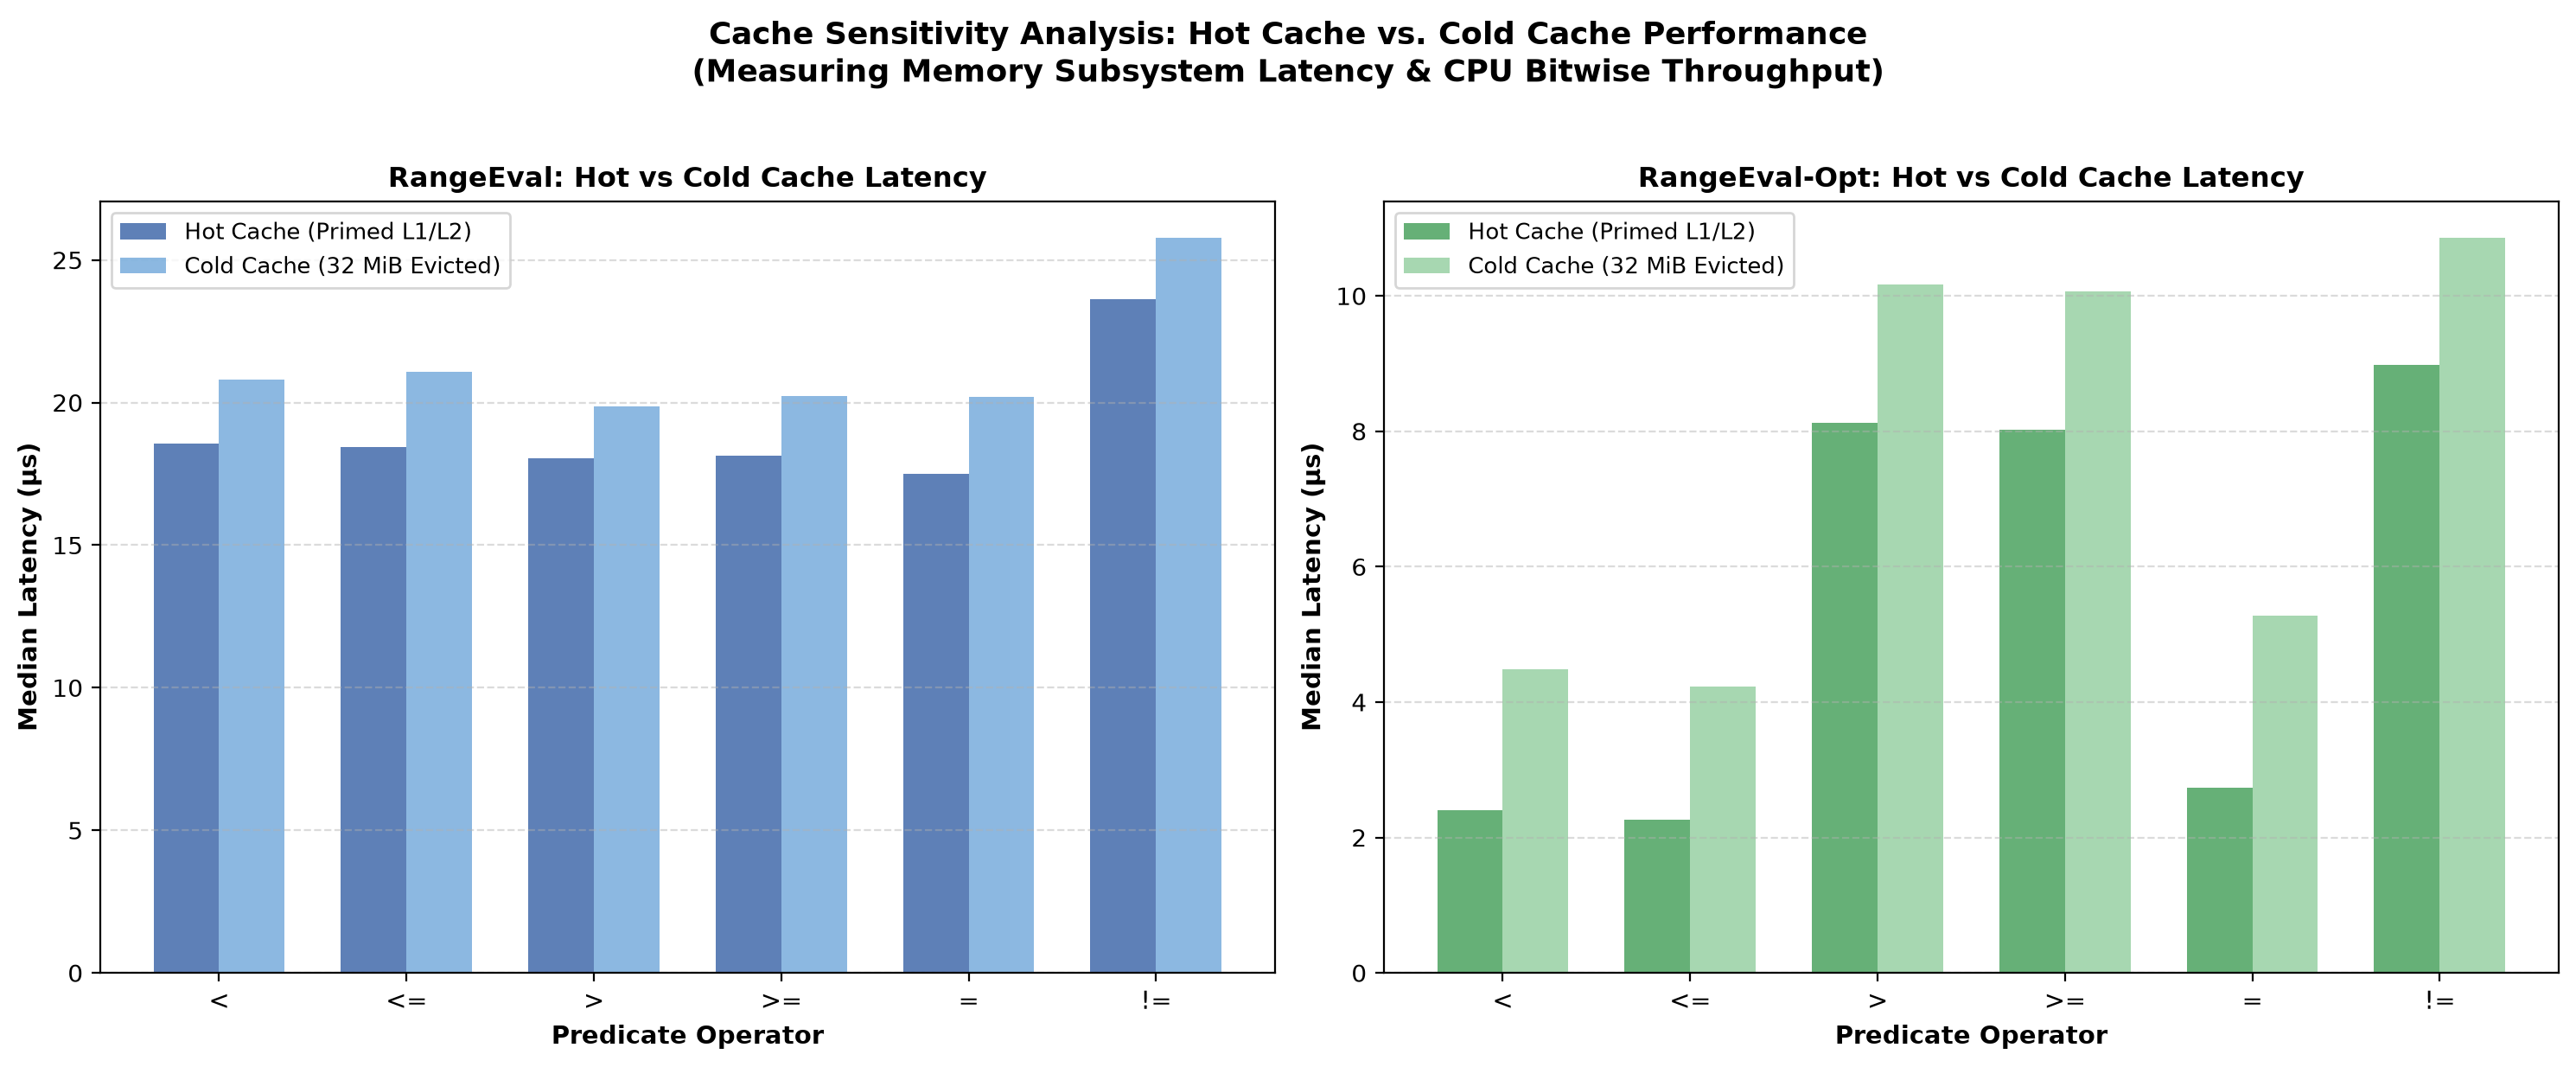 Cache Sensitivity Analysis: Hot Cache vs. Cold Cache Performance
(Measuring Memory Subsystem Latency & CPU Bitwise Throughput)
RangeEval: Hot vs Cold Cache Latency
Hot Cache (Primed L1/L2)
Cold Cache (32 MiB Evicted)
25
20
15
10
5
0
Median Latency (µs)
< <= > >= = !=
Predicate Operator
RangeEval-Opt: Hot vs Cold Cache Latency
Hot Cache (Primed L1/L2)
Cold Cache (32 MiB Evicted)
10
8
6
4
2
0
Median Latency (µs)
< <= > >= = !=
Predicate Operator